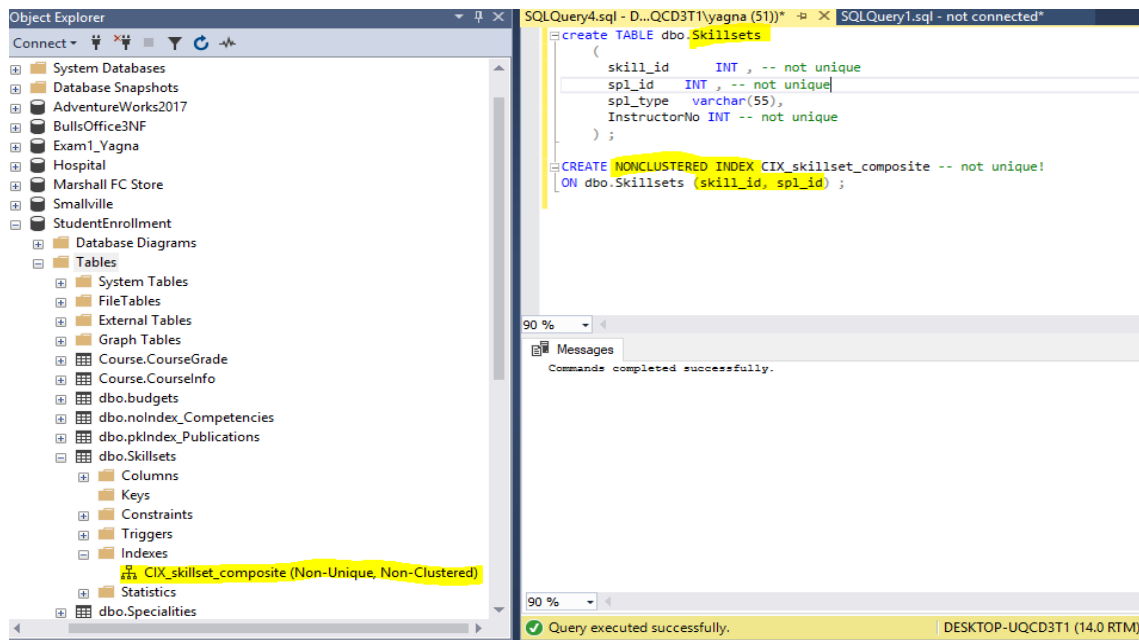 Object Explorer
Connect
System Databases
Database Snapshots
AdventureWorks2017
BullsOffice3NF
Exam1_Yagna
Hospital
Marshall FC Store
Smallville
StudentEnrollment
Database Diagrams
Tables
System Tables
FileTables
External Tables
Graph Tables
Course.CourseGrade
Course.CourseInfo
dbo.budgets
dbo.noIndex_Competencies
dbo.pkIndex_Publications
dbo.Skillsets
Columns
Keys
Constraints
Triggers
Indexes
CIX_skillset_composite (Non-Unique, Non-Clustered)
Statistics
dbo.Specialities
SQLQuery4.sql - D...QCD3T1\yagna (51))* SQLQuery1.sql - not connected*
create TABLE dbo.Skillsets
(
skill_id INT , -- not unique
spl_id INT , -- not unique
spl_type varchar(55),
InstructorNo INT -- not unique
) ;
CREATE NONCLUSTERED INDEX CIX_skillset_composite -- not unique!
ON dbo.Skillsets (skill_id, spl_id) ;
90 %
Messages
Commands completed successfully.
90 %
Query executed successfully. DESKTOP-UQCD3T1 (14.0 RTM)